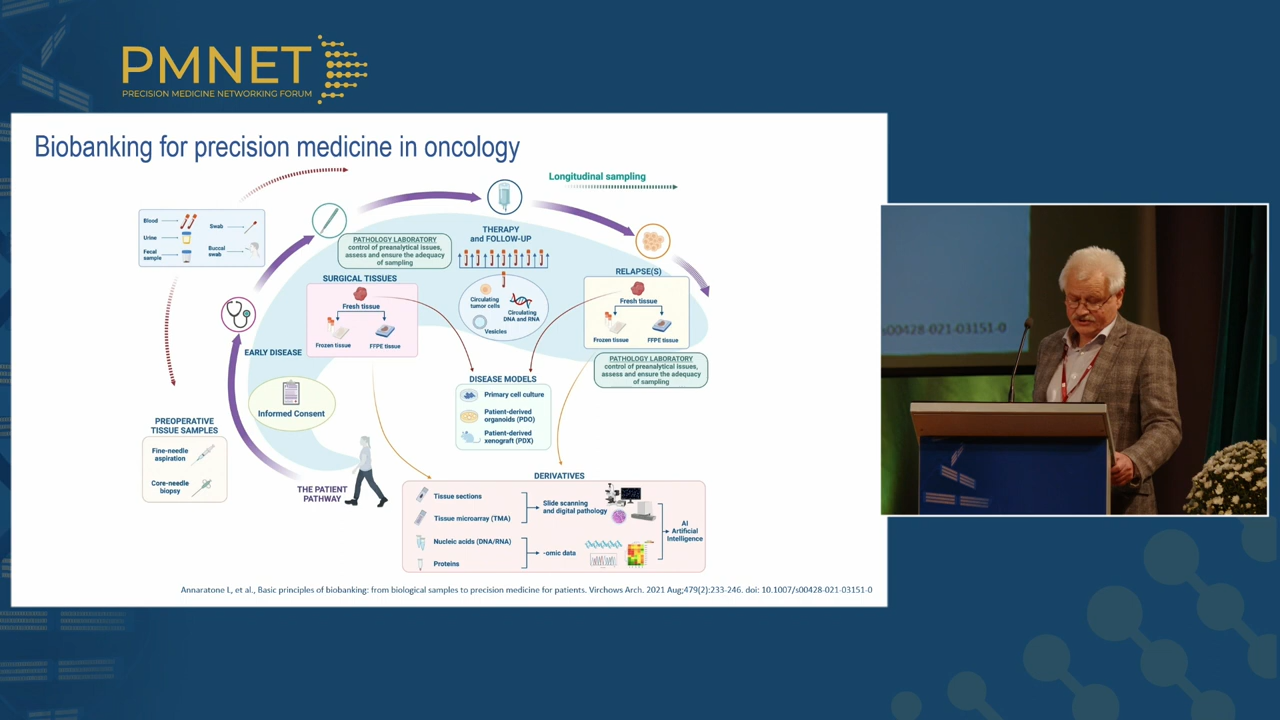 PMNET
PRECISION MEDICINE NETWORKING FORUM
Biobanking for precision medicine in oncology
Longitudinal sampling
Blood
Urine
Fecal
sample
Swab
Buccal
swab
PATHOLOGY LABORATORY
control of preanalytical issues,
assess and ensure the adequacy
of sampling
THERAPY
and FOLLOW-UP
SURGICAL TISSUES
Fresh tissue
Frozen tissue
FFPE tissue
Circulating
tumor cells
Circulating
DNA and RNA
Vesicles
RELAPSE(S)
Fresh tissue
Frozen tissue
FFPE tissue
PATHOLOGY LABORATORY
control of preanalytical issues,
assess and ensure the adequacy
of sampling
EARLY DISEASE
Informed Consent
DISEASE MODELS
Primary cell culture
Patient-derived
organoids (PDO)
Patient-derived
xenograft (PDX)
PREOPERATIVE
TISSUE SAMPLES
Fine-needle
aspiration
Core-needle
biopsy
THE PATIENT
PATHWAY
DERIVATIVES
Tissue sections
Tissue microarray (TMA)
Slide scanning
and digital pathology
Nucleic acids (DNA/RNA)
Proteins
-omic data
AI
Artificial
Intelligence
Annaratone L, et al., Basic principles of biobanking: from biological samples to precision medicine for patients. Virchows Arch. 2021 Aug;479(2):233-246. doi: 10.1007/s00428-021-03151-0
s00428-021-03151-0